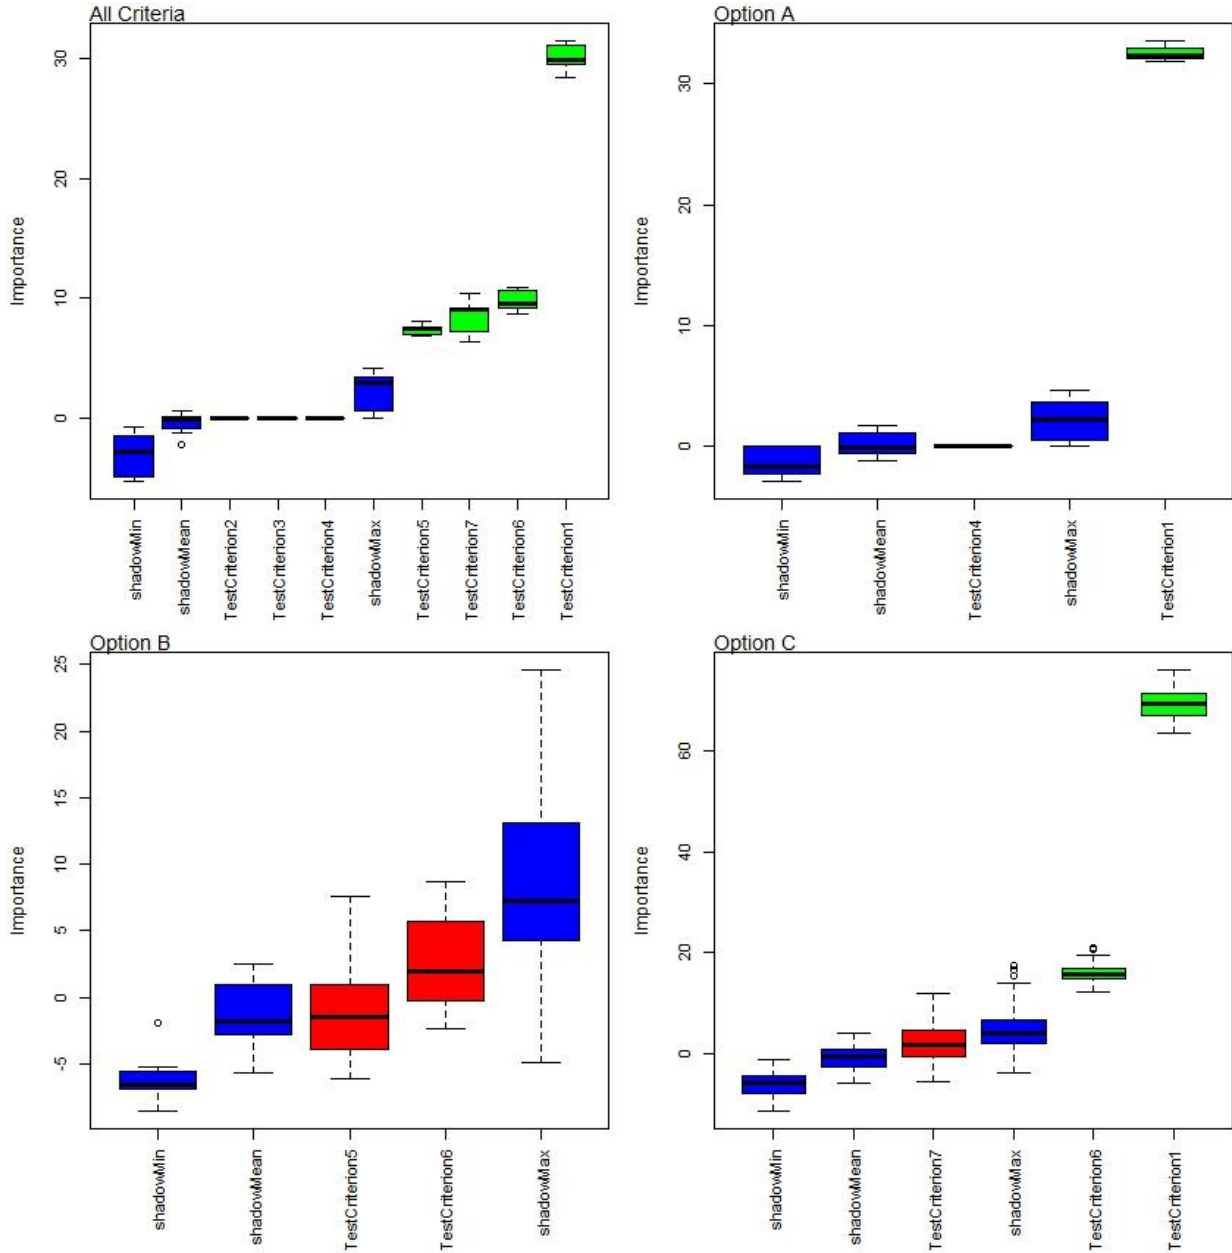 All Criteria
Importance
30
20
10
0
shadowMin
shadowMean
TestCriterion2
TestCriterion3
TestCriterion4
shadowMax
TestCriterion5
TestCriterion7
TestCriterion6
TestCriterion1
Option A
Importance
30
20
10
0
shadowMin
shadowMean
TestCriterion4
shadowMax
TestCriterion1
Option B
Importance
25
20
15
10
5
0
-5
shadowMin
shadowMean
TestCriterion5
TestCriterion6
shadowMax
Option C
Importance
60
40
20
0
shadowMin
shadowMean
TestCriterion7
shadowMax
TestCriterion6
TestCriterion1